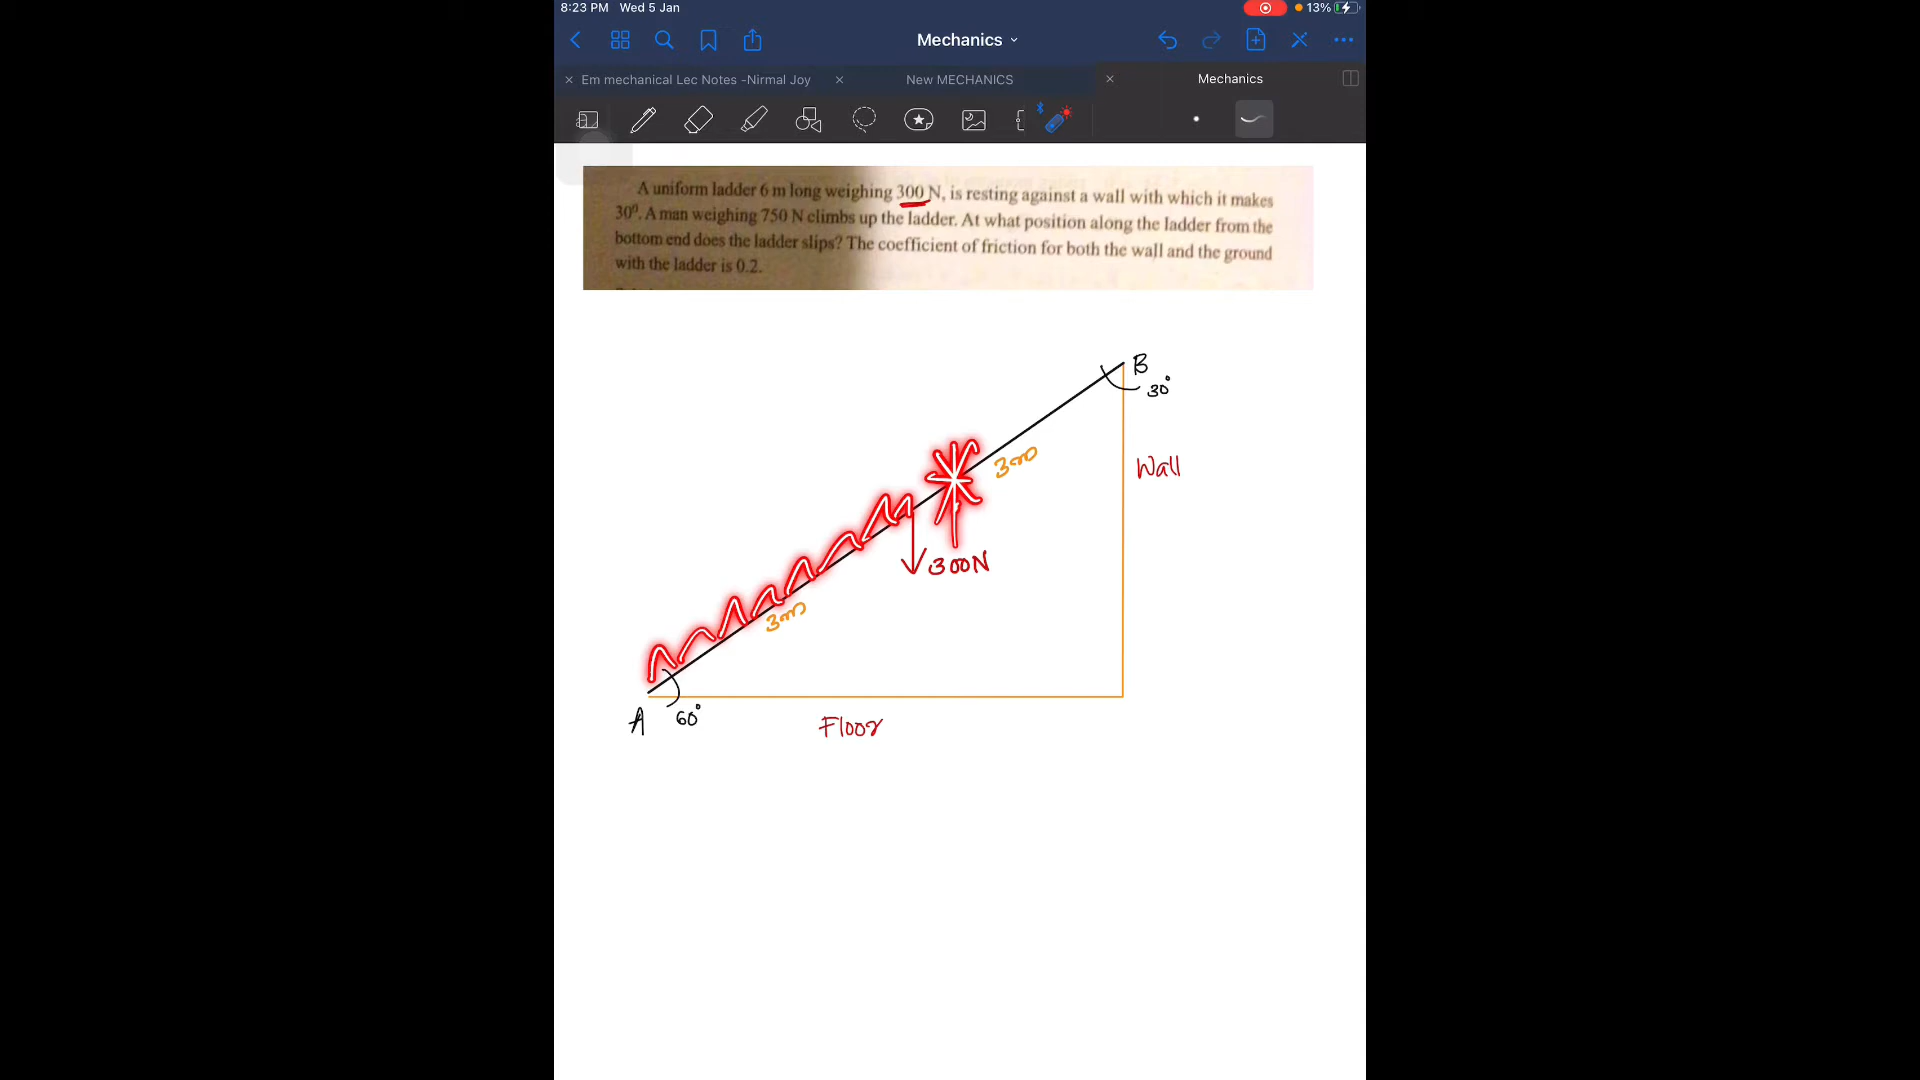 8:23 PM Wed 5 Jan
13%
Mechanics
Em mechanical Lec Notes -Nirmal Joy
New MECHANICS
Mechanics
A uniform ladder 6 m long weighing 300 N, is resting against a wall with which it makes
30⁰. A man weighing 750 N climbs up the ladder. At what position along the ladder from the
bottom end does the ladder slips? The coefficient of friction for both the wall and the ground
with the ladder is 0.2.
B
30°
3m
Wall
300N
3m
A 60°
Floor